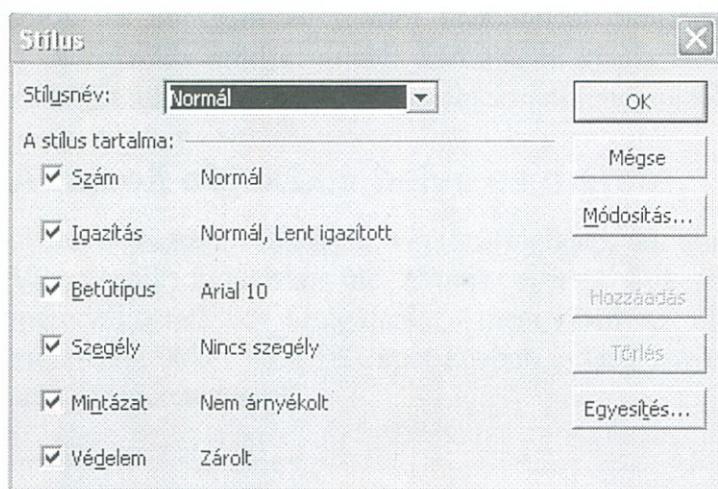 Stílus
Stílusnév: Normál
OK
A stílus tartalma:
Mégse
Szám Normál
Módosítás...
Igazítás Normál, Lent igazított
Betűtípus Arial 10
Hozzáadás
Szegély Nincs szegély
Törlés
Mintázat Nem árnyékolt
Egyesítés...
Védelem Zárolt